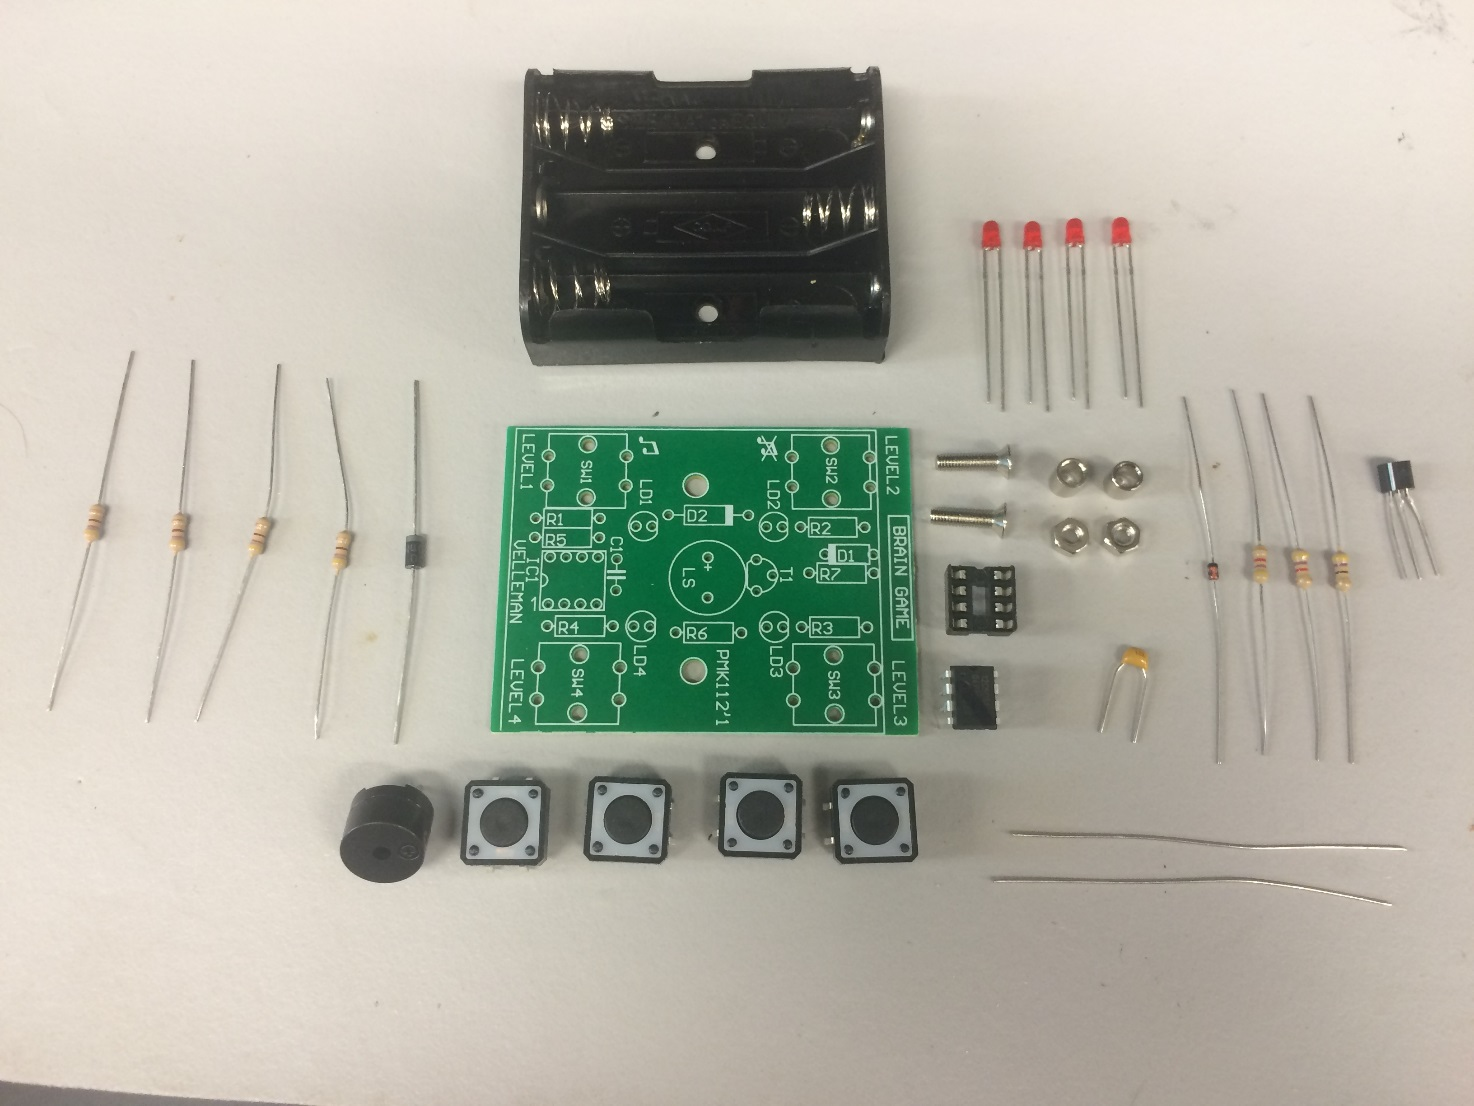 LEVEL1
SW1
LD1
LD2
SW2
LEVEL2
R1
R5
D2
R2
C1
D1
R7
IC1
1
VELLEMAN
+
LS
T1
BRAIN GAME
R4
R6
R3
LD4
LD3
SW4
SW3
LEVEL4
PMK112'1
LEVEL3